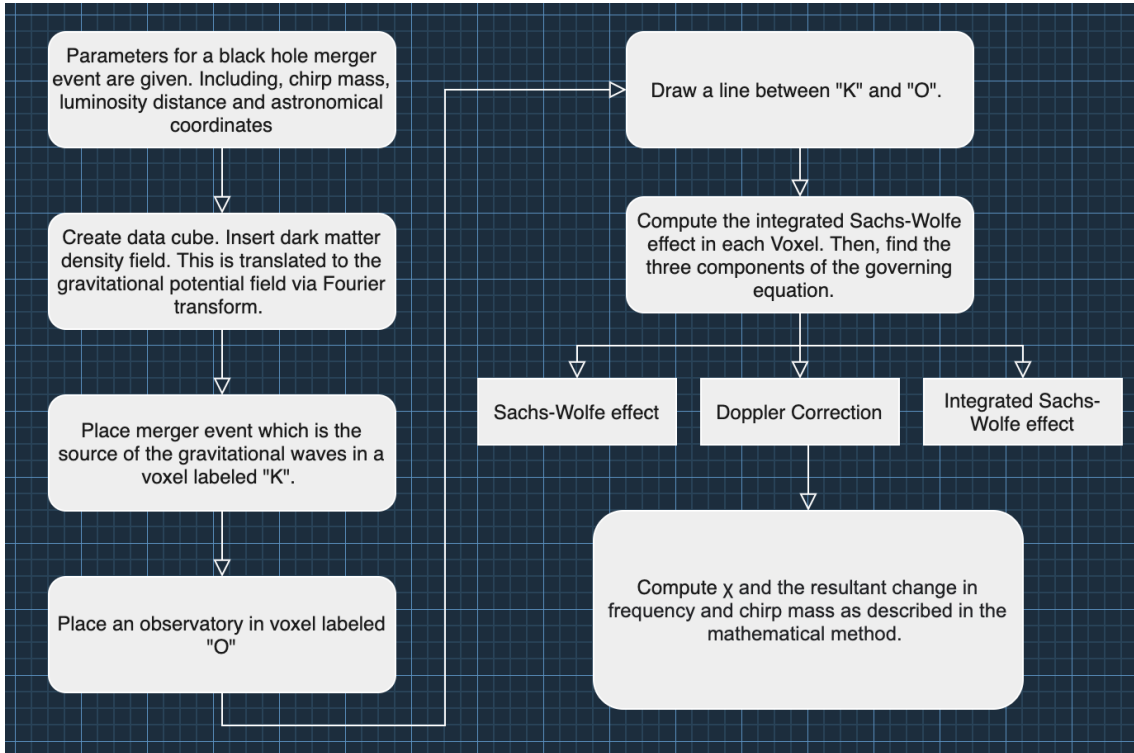 Parameters for a black hole merger
event are given. Including, chirp mass,
luminosity distance and astronomical
coordinates
Create data cube. Insert dark matter
density field. This is translated to the
gravitational potential field via Fourier
transform.
Place merger event which is the
source of the gravitational waves in a
voxel labeled "K".
Place an observatory in voxel labeled
"O"
Draw a line between "K" and "O".
Compute the integrated Sachs-Wolfe
effect in each Voxel. Then, find the
three components of the governing
equation.
Sachs-Wolfe effect
Doppler Correction
Integrated Sachs-
Wolfe effect
Compute χ and the resultant change in
frequency and chirp mass as described in the
mathematical method.